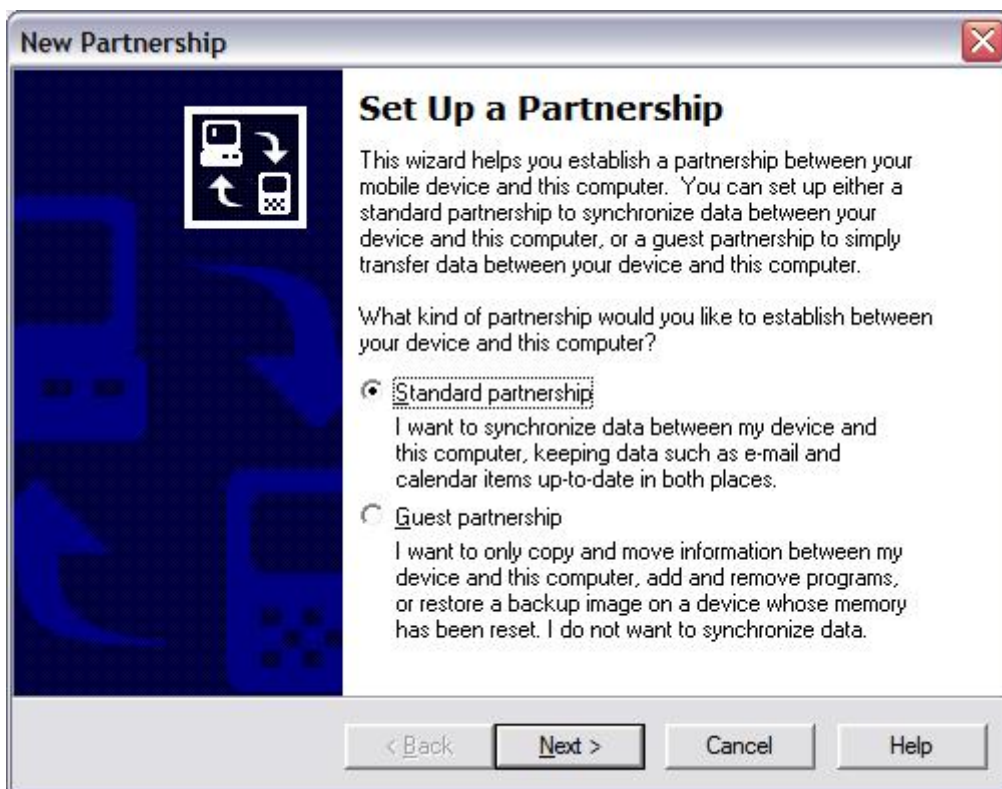 New Partnership
Set Up a Partnership
This wizard helps you establish a partnership between your
mobile device and this computer.  You can set up either a
standard partnership to synchronize data between your
device and this computer, or a guest partnership to simply
transfer data between your device and this computer.
What kind of partnership would you like to establish between
your device and this computer?
Standard partnership
I want to synchronize data between my device and
this computer, keeping data such as e-mail and
calendar items up-to-date in both places.
Guest partnership
I want to only copy and move information between my
device and this computer, add and remove programs,
or restore a backup image on a device whose memory
has been reset. I do not want to synchronize data.
< Back
Next >
Cancel
Help